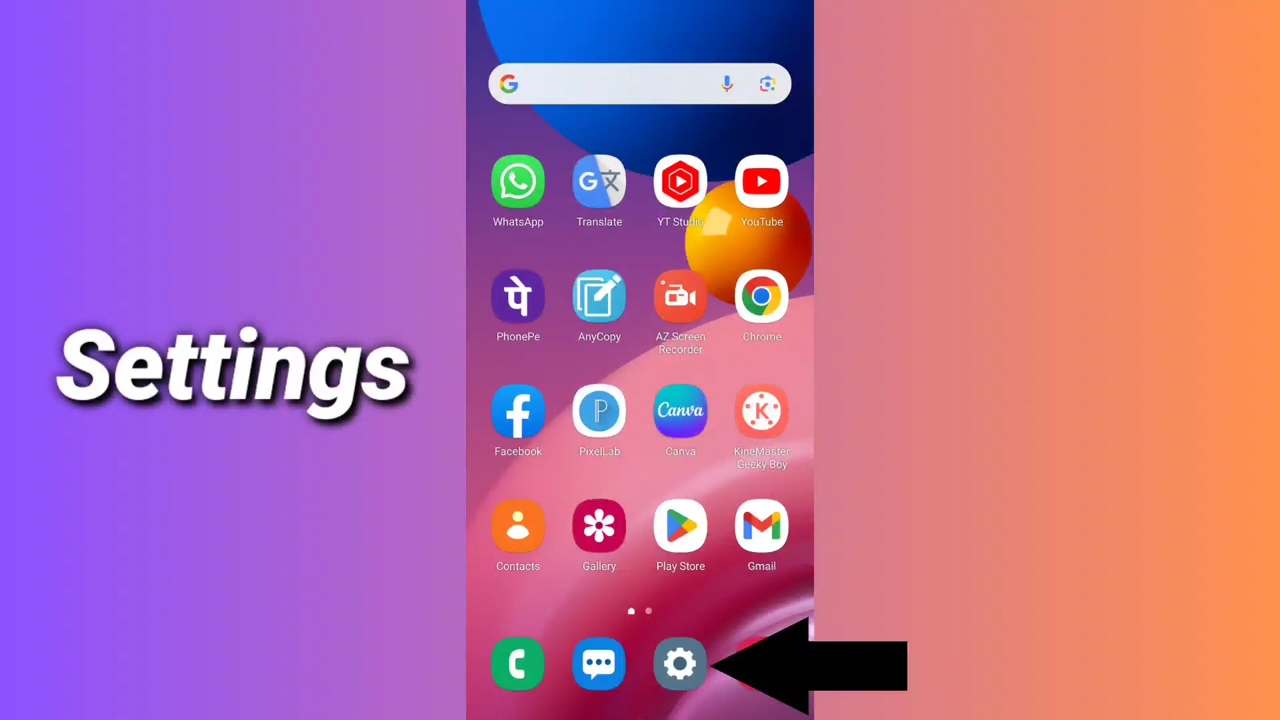 Settings
WhatsApp
Translate
YT Studio
YouTube
पे
PhonePe
AnyCopy
AZ Screen
Recorder
Chrome
Facebook
P
PixelLab
Canva
Canva
K
KineMaster
Geeky Boy
Contacts
Gallery
Play Store
Gmail